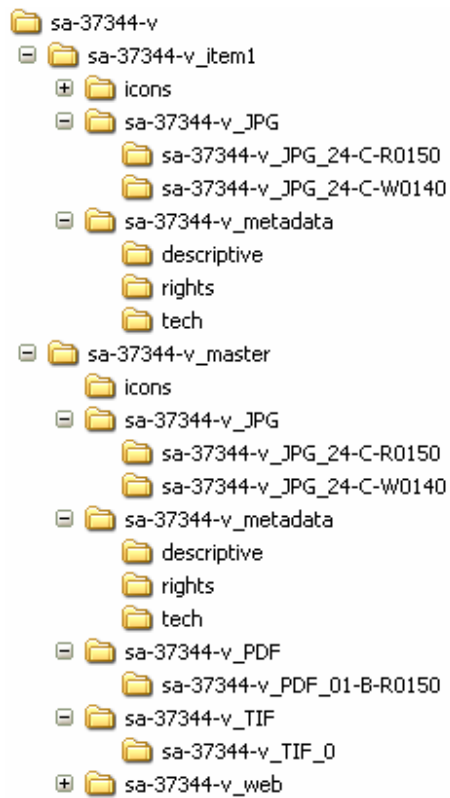 sa-37344-v
sa-37344-v_item1
icons
sa-37344-v_JPG
sa-37344-v_JPG_24-C-R0150
sa-37344-v_JPG_24-C-W0140
sa-37344-v_metadata
descriptive
rights
tech
sa-37344-v_master
icons
sa-37344-v_JPG
sa-37344-v_JPG_24-C-R0150
sa-37344-v_JPG_24-C-W0140
sa-37344-v_metadata
descriptive
rights
tech
sa-37344-v_PDF
sa-37344-v_PDF_01-B-R0150
sa-37344-v_TIF
sa-37344-v_TIF_0
sa-37344-v_web